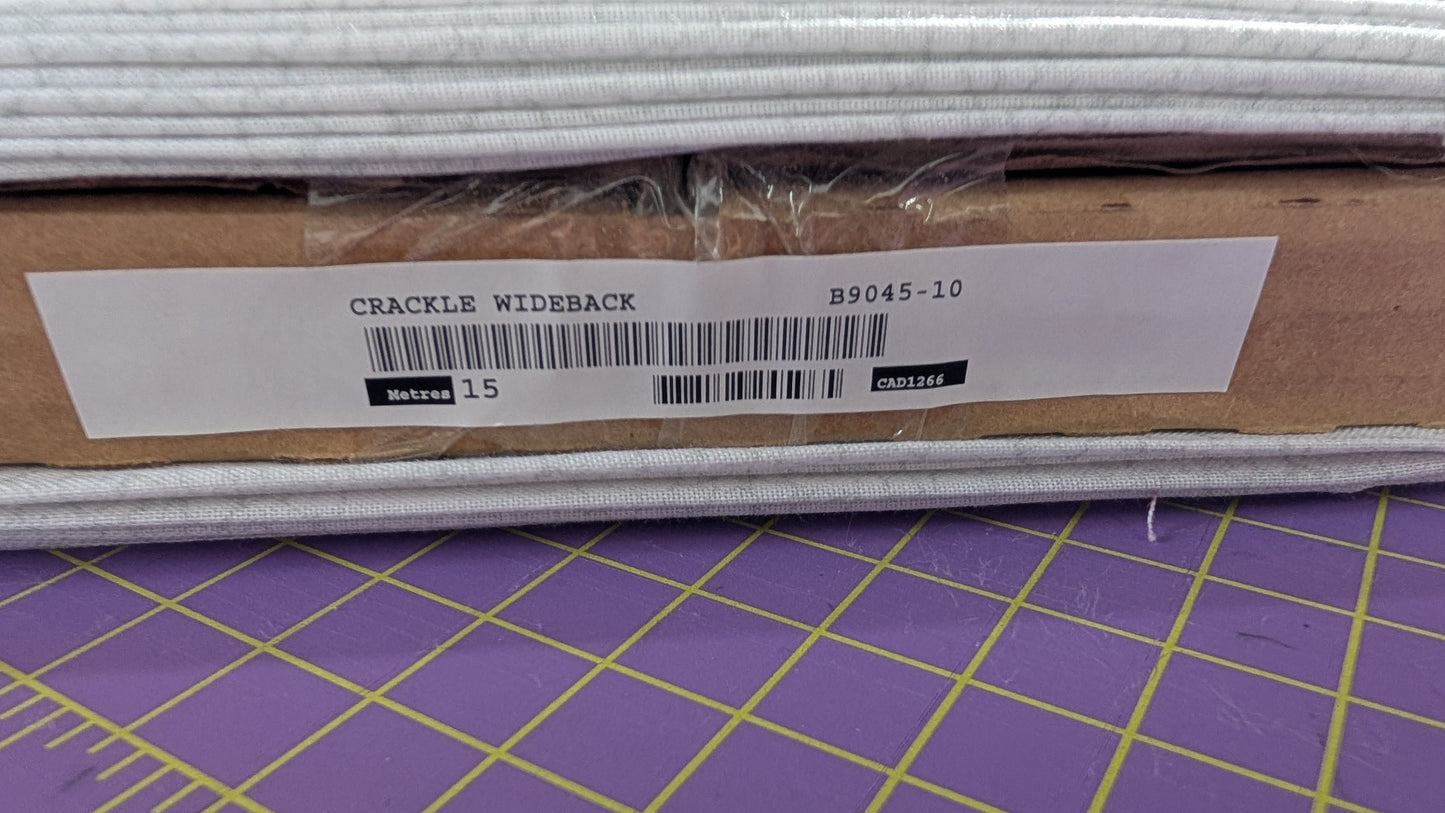 CRACKLE WIDEBACK B9045-10
Metres 15 CAD1266